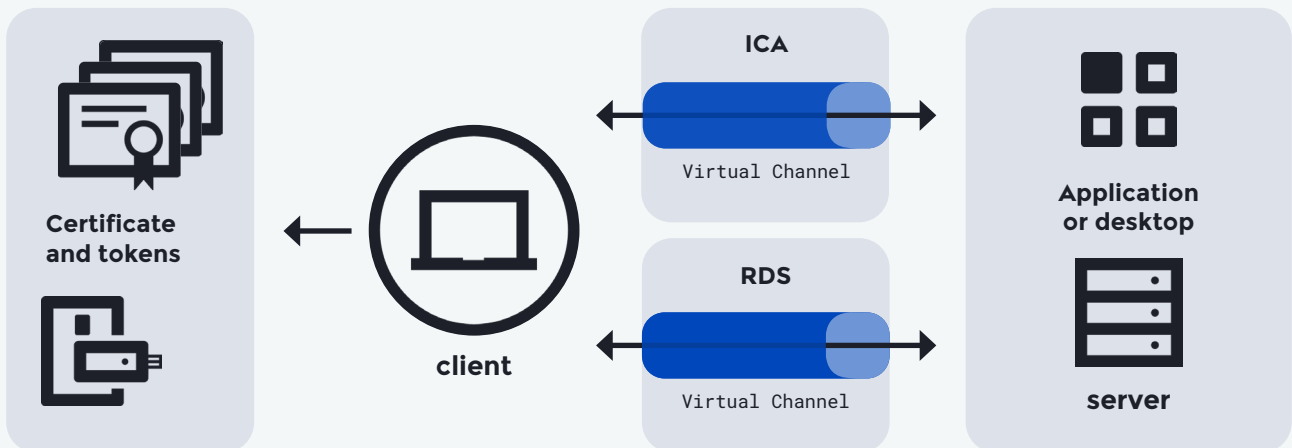 Certificate
and tokens
client
ICA
Virtual Channel
RDS
Virtual Channel
Application
or desktop
server